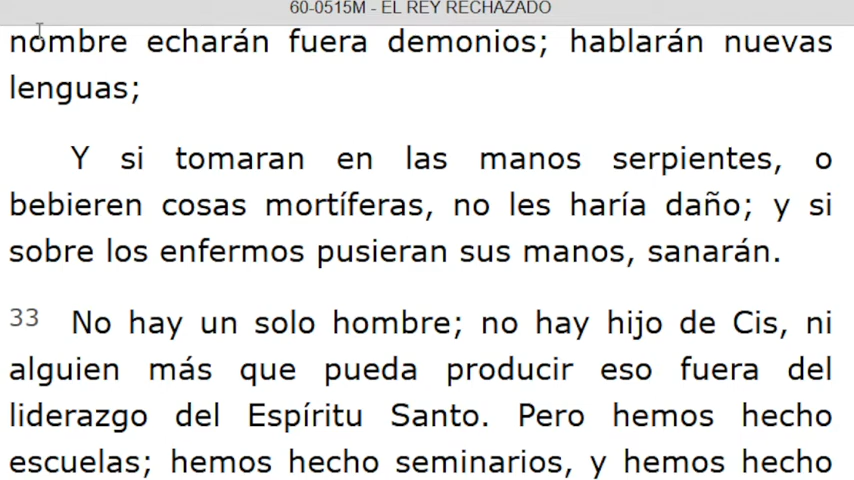 60-0515M - EL REY RECHAZADO
nombre echarán fuera demonios; hablarán nuevas
lenguas;
Y si tomaran en las manos serpientes, o
bebieren cosas mortíferas, no les haría daño; y si
sobre los enfermos pusieran sus manos, sanarán.
33 No hay un solo hombre; no hay hijo de Cis, ni
alguien más que pueda producir eso fuera del
liderazgo del Espíritu Santo. Pero hemos hecho
escuelas; hemos hecho seminarios, y hemos hecho